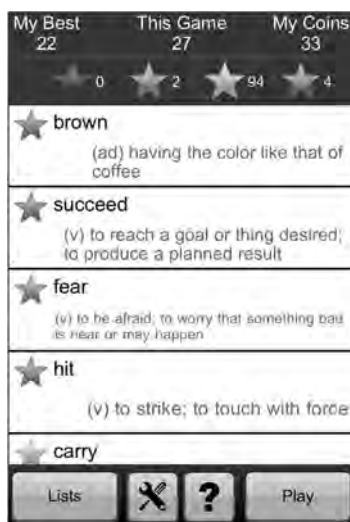 My Best This Game My Coins
22 27 33
0 2 94 4
brown
(ad) having the color like that of
coffee
succeed
(v) to reach a goal or thing desired;
to produce a planned result
fear
(v) to be afraid; to worry that something bad
is near or may happen
hit
(v) to strike; to touch with force
carry
Lists ? Play